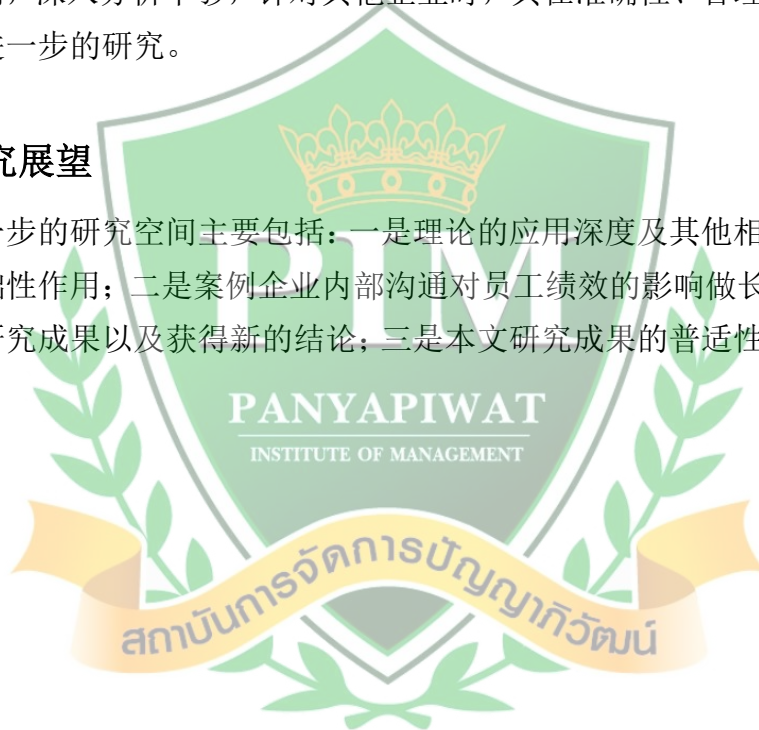 深入分析不够，针对其他企业时，其在准确性、合理
进一步的研究。
究展望
一步的研究空间主要包括：一是理论的应用深度及其他相
出性作用；二是案例企业内部沟通对员工绩效的影响做长
研究成果以及获得新的结论；三是本文研究成果的普适性
PIM
PANYAPIWAT
INSTITUTE OF MANAGEMENT
สถาบันการจัดการปัญญาภิวัฒน์